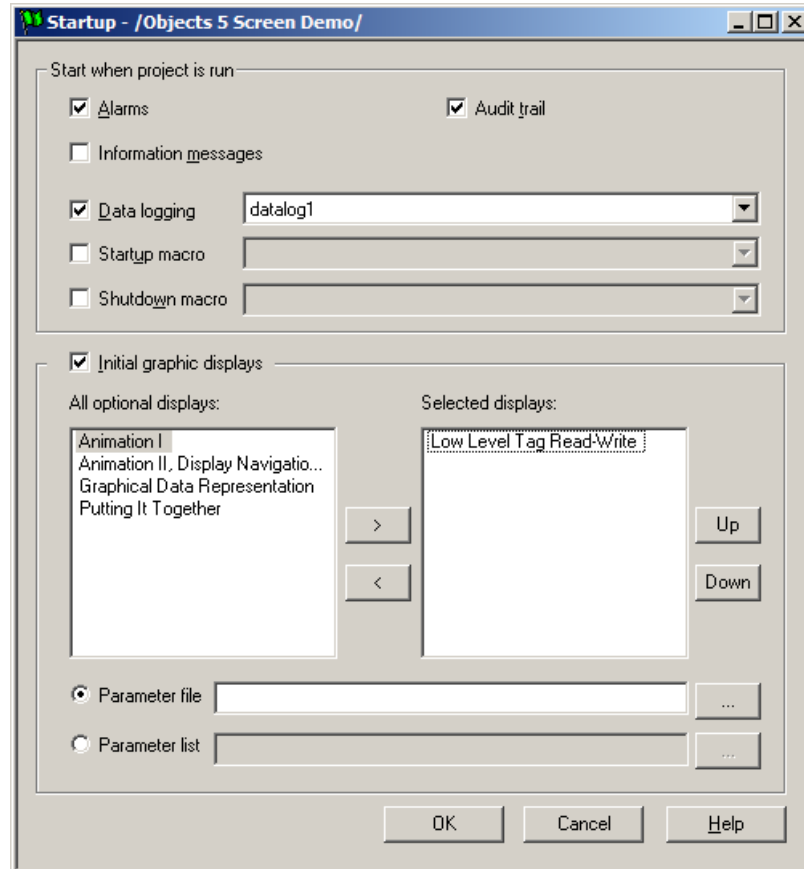 Startup - /Objects 5 Screen Demo/
Start when project is run
Alarms
Audit trail
Information messages
Data logging
datalog1
Startup macro
Shutdown macro
Initial graphic displays
All optional displays:
Selected displays:
Animation I
Animation II, Display Navigatio...
Graphical Data Representation
Putting It Together
Low Level Tag Read-Write
>
<
Up
Down
Parameter file
...
Parameter list
...
OK
Cancel
Help